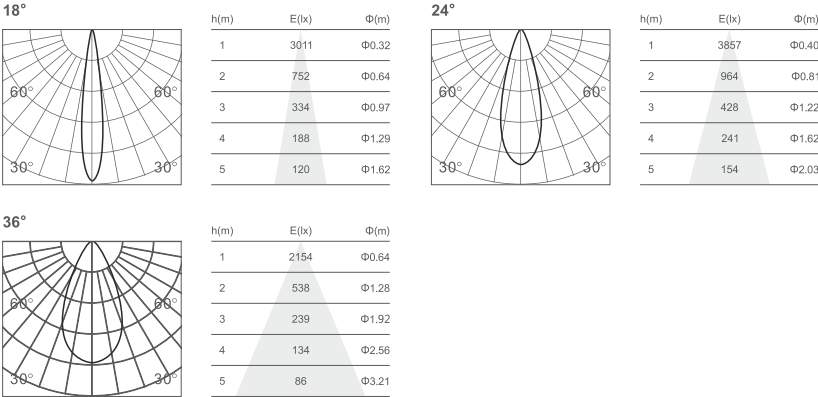 18°
60° 60°
30° 30°
h(m) E(lx) Φ(m)
1 3011 Φ0.32
2 752 Φ0.64
3 334 Φ0.97
4 188 Φ1.29
5 120 Φ1.62
24°
60° 60°
30° 30°
h(m) E(lx) Φ(m)
1 3857 Φ0.40
2 964 Φ0.81
3 428 Φ1.22
4 241 Φ1.62
5 154 Φ2.03
36°
60° 60°
30° 30°
h(m) E(lx) Φ(m)
1 2154 Φ0.64
2 538 Φ1.28
3 239 Φ1.92
4 134 Φ2.56
5 86 Φ3.21